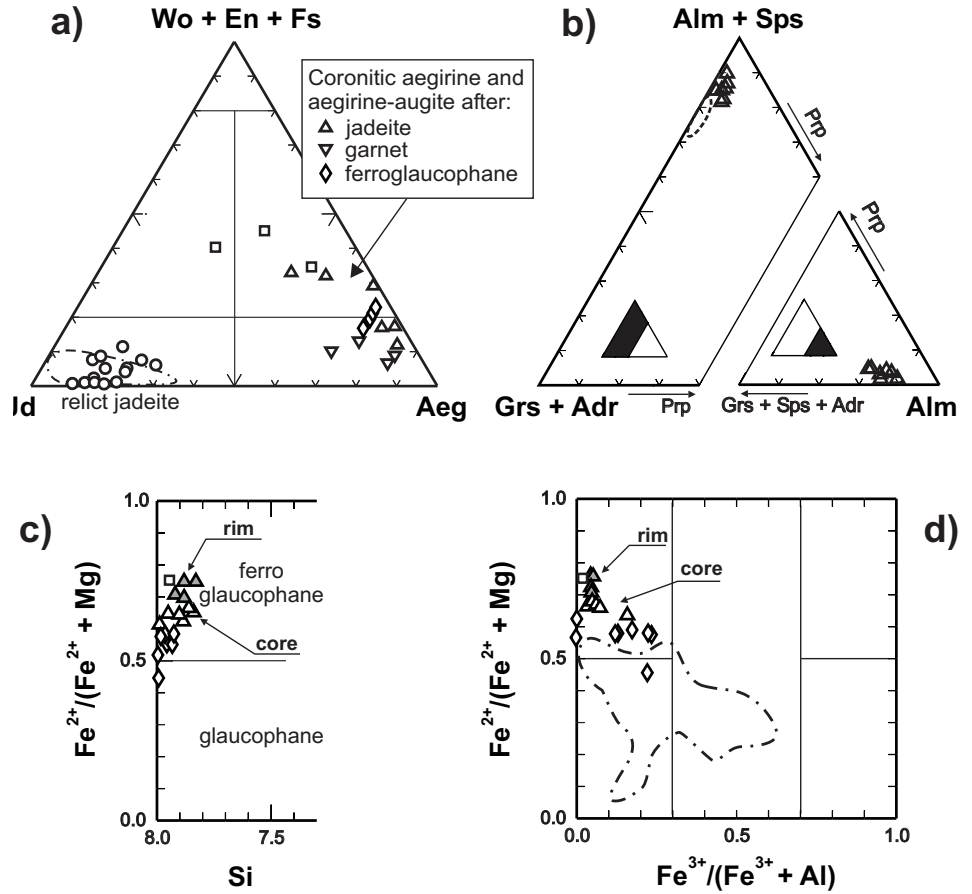 a)
Wo + En + Fs
Coronitic aegirine and
aegirine-augite after:
jadeite
garnet
ferroglaucophane
relict jadeite
Jd
Aeg
b)
Alm + Sps
Prp
Prp
Grs + Adr
Prp
Grs + Sps + Adr
Alm
c)
1.0
rim
ferro
glaucophane
core
0.5
glaucophane
0.0
8.0
7.5
Fe2+/(Fe2+ + Mg)
Si
d)
1.0
rim
core
0.5
0.0
0.0
0.5
1.0
Fe2+/(Fe2+ + Mg)
Fe3+/(Fe3+ + Al)